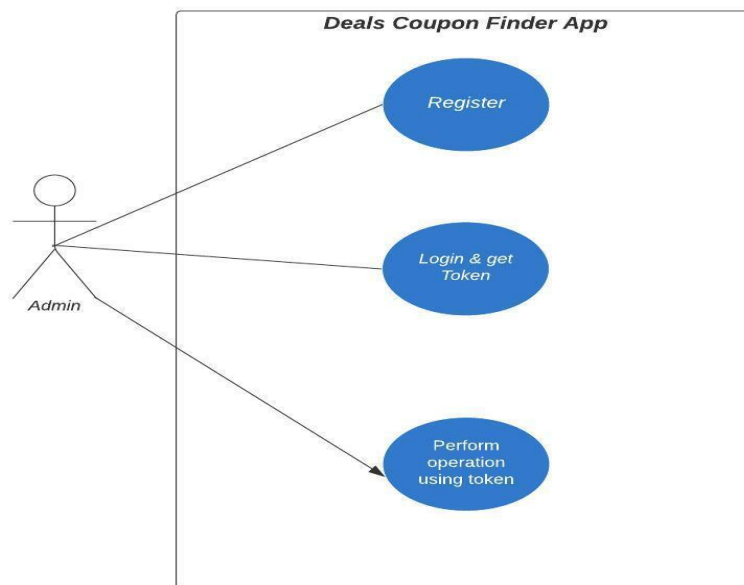 Deals Coupon Finder App
Register
Login & get
Token
Admin
Perform
operation
using token